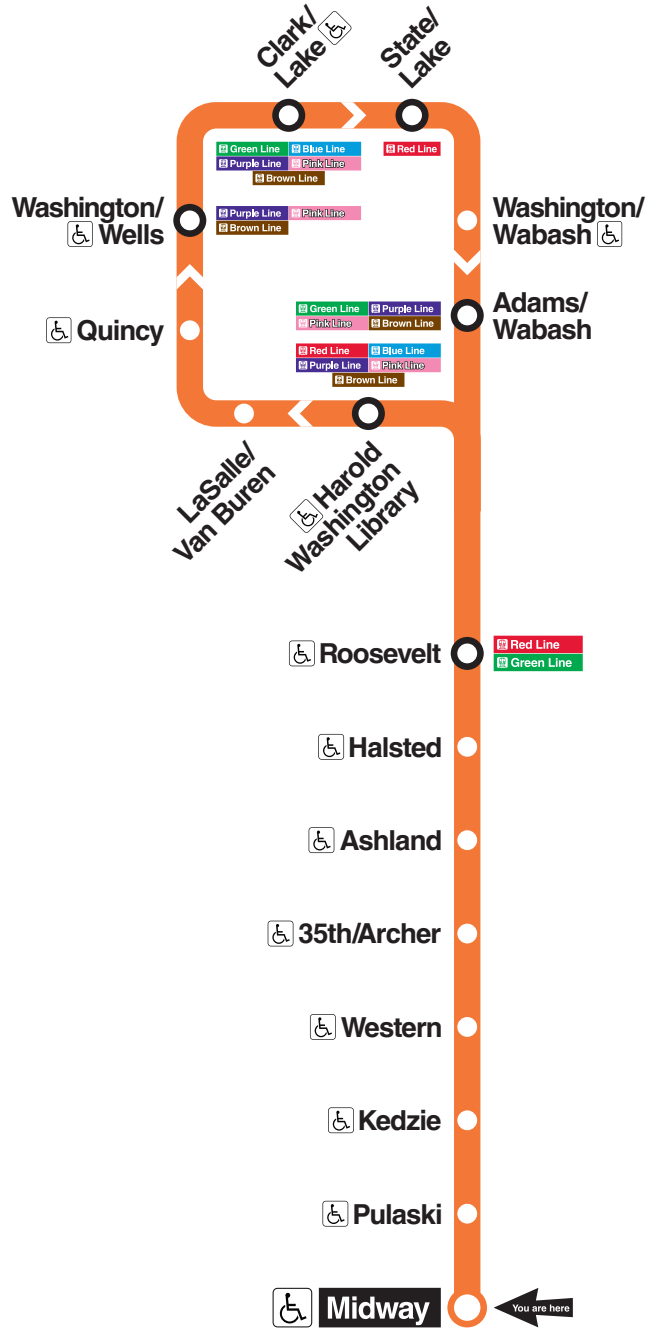 Clark/
Lake
State/
Lake
Green Line
Blue Line
Purple Line
Pink Line
Brown Line
Red Line
Washington/
Wells
Purple Line
Pink Line
Brown Line
Washington/
Wabash
Quincy
Green Line
Purple Line
Pink Line
Brown Line
Adams/
Wabash
Red Line
Blue Line
Purple Line
Pink Line
Brown Line
LaSalle/
Van Buren
Harold
Washington
Library
Roosevelt
Red Line
Green Line
Halsted
Ashland
35th/Archer
Western
Kedzie
Pulaski
Midway
You are here